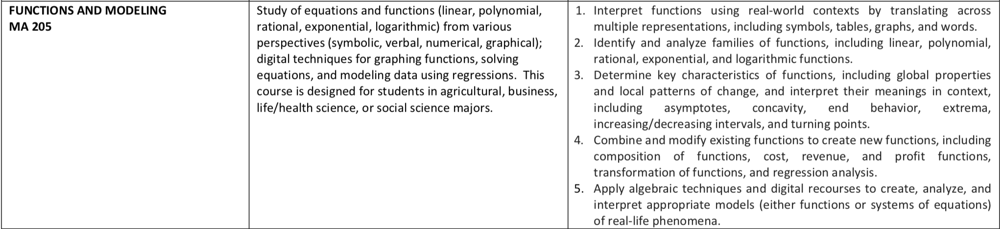 FUNCTIONS AND MODELING
MA 205
Study of equations and functions (linear, polynomial,
rational, exponential, logarithmic) from various
perspectives (symbolic, verbal, numerical, graphical);
digital techniques for graphing functions, solving
equations, and modeling data using regressions.  This
course is designed for students in agricultural, business,
life/health science, or social science majors.
1. Interpret functions using real-world contexts by translating across
multiple representations, including symbols, tables, graphs, and words.
2. Identify and analyze families of functions, including linear, polynomial,
rational, exponential, and logarithmic functions.
3. Determine key characteristics of functions, including global properties
and local patterns of change, and interpret their meanings in context,
including asymptotes, concavity, end behavior, extrema,
increasing/decreasing intervals, and turning points.
4. Combine and modify existing functions to create new functions, including
composition of functions, cost, revenue, and profit functions,
transformation of functions, and regression analysis.
5. Apply algebraic techniques and digital recourses to create, analyze, and
interpret appropriate models (either functions or systems of equations)
of real-life phenomena.